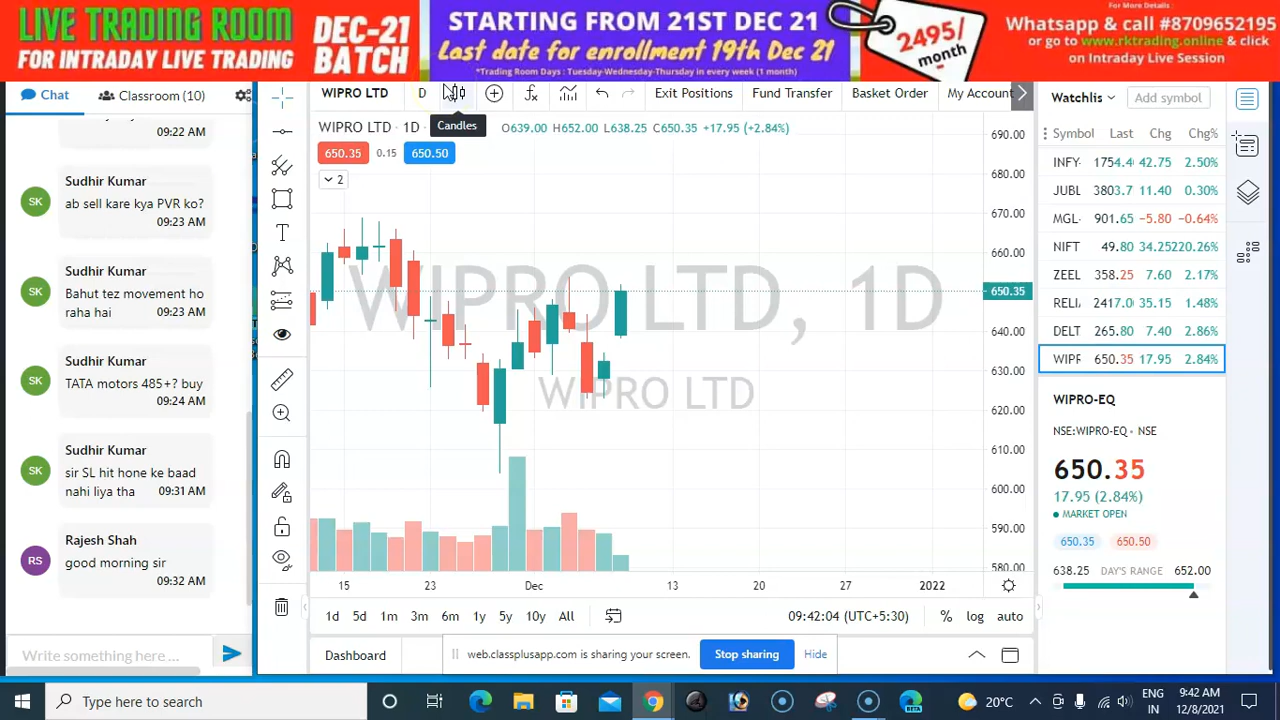 LIVE TRADING ROOM
FOR INTRADAY LIVE TRADING
DEC-21
BATCH
STARTING FROM 21ST DEC 21
Last date for enrollment 19th Dec 21
*Trading Room Days : Tuesday-Wednesday-Thursday in every week (1 month)
2495/
month
For More Details :
Whatsapp & call #8709652195
or go to www.rktrading.online & click
on Intraday Live Session
Chat
Classroom (10)
09:22 AM
Sudhir Kumar
ab sell kare kya PVR ko?
09:23 AM
Sudhir Kumar
Bahut tez movement ho
raha hai
09:23 AM
Sudhir Kumar
TATA motors 485+? buy
09:24 AM
Sudhir Kumar
sir SL hit hone ke baad
nahi liya tha
09:31 AM
SK
SK
SK
SK
Rajesh Shah
good morning sir
09:32 AM
RS
Write something here ...
WIPRO LTD
D
Exit Positions
Fund Transfer
Basket Order
My Account
Candles
WIPRO LTD · 1D
O639.00 H652.00 L638.25 C650.35 +17.95 (+2.84%)
650.35
0.15
650.50
2
WIPRO LTD, 1D
WIPRO LTD
690.00
680.00
670.00
660.00
650.35
640.00
630.00
620.00
610.00
600.00
590.00
580.00
15
23
Dec
13
20
27
2022
1d 5d 1m 3m 6m 1y 5y 10y All
09:42:04 (UTC+5:30)
% log auto
Dashboard
web.classplusapp.com is sharing your screen.
Stop sharing
Hide
Watchlis
Add symbol
Symbol Last Chg Chg%
INFY- 1754.4 42.75 2.50%
JUBL 3803.7 11.40 0.30%
MGL- 901.65 −5.80 −0.64%
NIFT 49.80 34.25220.26%
ZEEL 358.25 7.60 2.17%
RELI 2417.0 35.15 1.48%
DELT 265.80 7.40 2.86%
WIPF 650.35 17.95 2.84%
WIPRO-EQ
NSE:WIPRO-EQ • NSE
650.35
17.95 (2.84%)
MARKET OPEN
650.35
650.50
638.25 DAY'S RANGE 652.00
Type here to search
20°C
ENG
IN
9:42 AM
12/8/2021